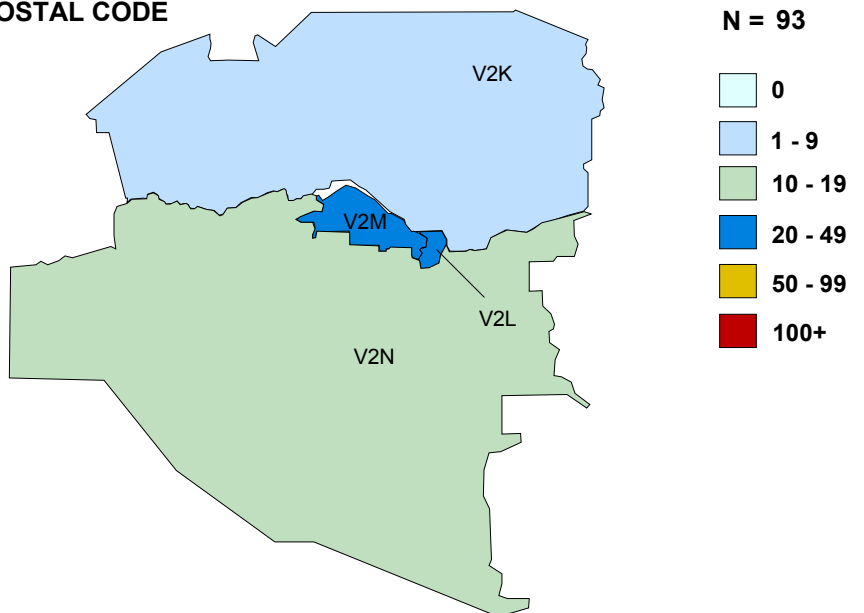 OSTAL CODE
N = 93
V2K
0
1 - 9
10 - 19
V2M
20 - 49
50 - 99
V2L
100+
V2N